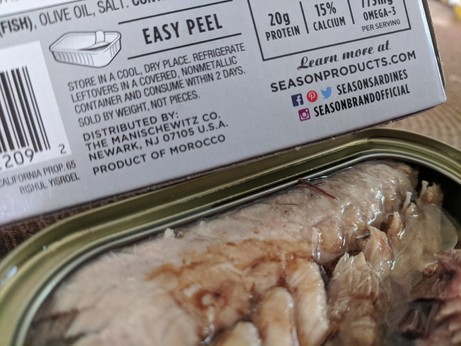 (FISH), OLIVE OIL, SALT.
EASY PEEL
STORE IN A COOL, DRY PLACE. REFRIGERATE
LEFTOVERS IN A COVERED, NONMETALLIC
CONTAINER AND CONSUME WITHIN 2 DAYS.
SOLD BY WEIGHT, NOT PIECES.
DISTRIBUTED BY:
THE MANISCHEWITZ CO.
NEWARK, NJ 07105 U.S.A.
PRODUCT OF MOROCCO
209 2
CALIFORNIA PROP. 65
RISHUL YISROEL
20g
PROTEIN
15%
CALCIUM
OMEGA-3
PER SERVING
Learn more at
SEASONPRODUCTS.COM
SEASONSARDINES
SEASONBRANDOFFICIAL